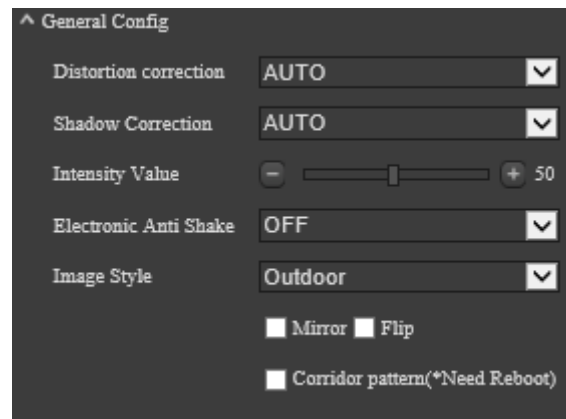 General Config
Distortion correction AUTO
Shadow Correction AUTO
Intensity Value 50
Electronic Anti Shake OFF
Image Style Outdoor
Mirror Flip
Corridor pattern(*Need Reboot)